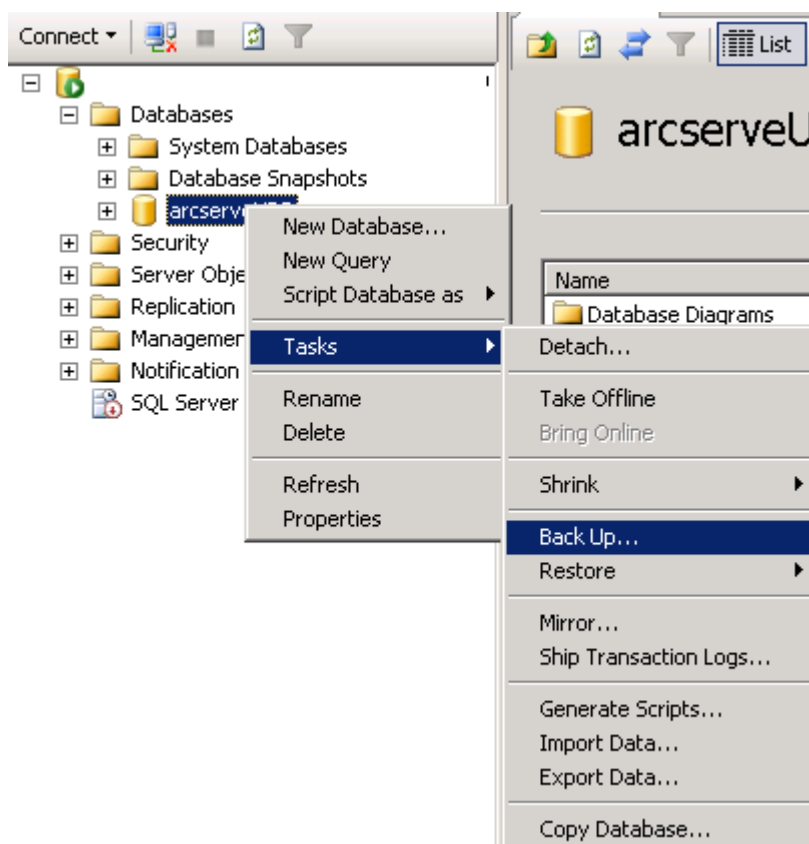 Connect
List
Databases
System Databases
Database Snapshots
Security
Replication
SQL Server
New Database...
New Query
Script Database as
Tasks
Rename
Delete
Refresh
Properties
Name
Database Diagrams
Detach...
Take Offline
Bring Online
Shrink
Back Up...
Restore
Mirror...
Ship Transaction Logs...
Generate Scripts...
Import Data...
Export Data...
Copy Database...
arcserveU
Server Obje
Managemer
Notification